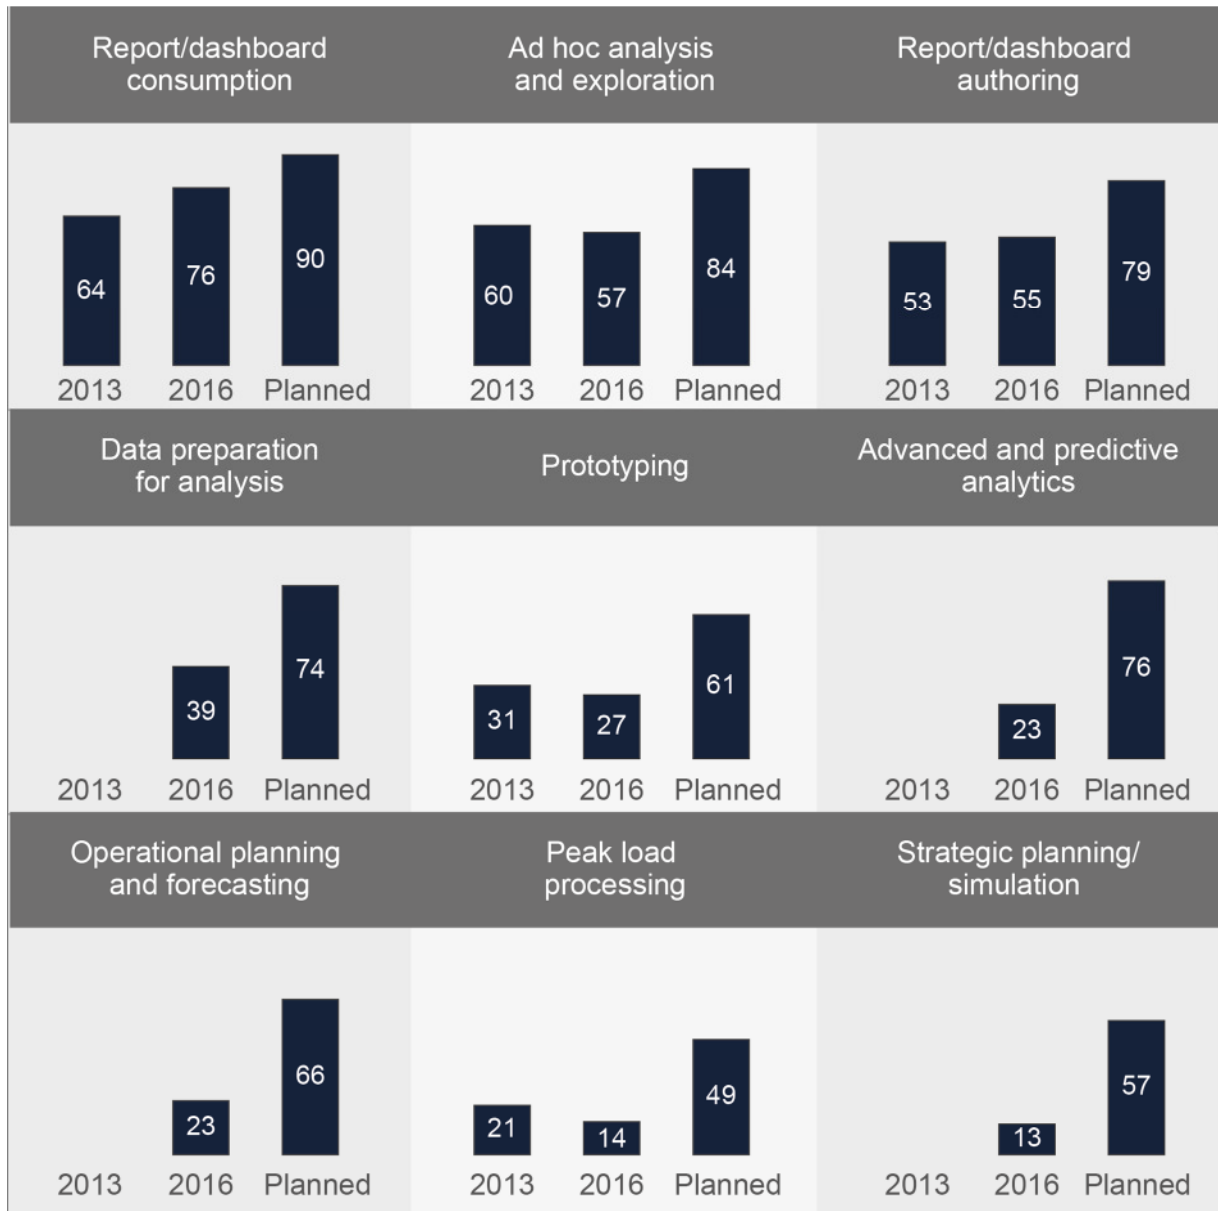 Report/dashboard
consumption
Ad hoc analysis
and exploration
Report/dashboard
authoring
64
76
90
2013
2016
Planned
60
57
84
2013
2016
Planned
53
55
79
2013
2016
Planned
Data preparation
for analysis
Prototyping
Advanced and predictive
analytics
39
74
2013
2016
Planned
31
27
61
2013
2016
Planned
23
76
2013
2016
Planned
Operational planning
and forecasting
Peak load
processing
Strategic planning/
simulation
23
66
2013
2016
Planned
21
14
49
2013
2016
Planned
13
57
2013
2016
Planned